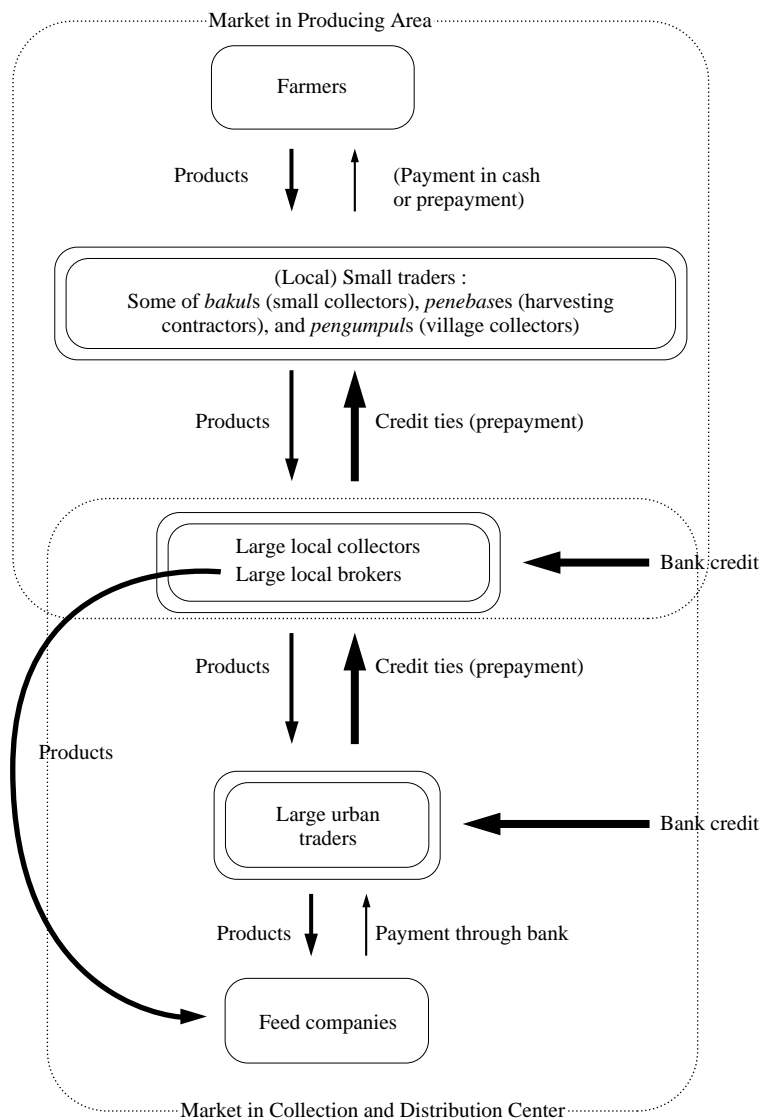 Market in Producing Area
Farmers
Products
(Payment in cash
or prepayment)
(Local) Small traders :
Some of bakuls (small collectors), penebases (harvesting
contractors), and pengumpuls (village collectors)
Products
Credit ties (prepayment)
Large local collectors
Large local brokers
Bank credit
Products
Credit ties (prepayment)
Products
Large urban
traders
Bank credit
Products
Payment through bank
Feed companies
Market in Collection and Distribution Center